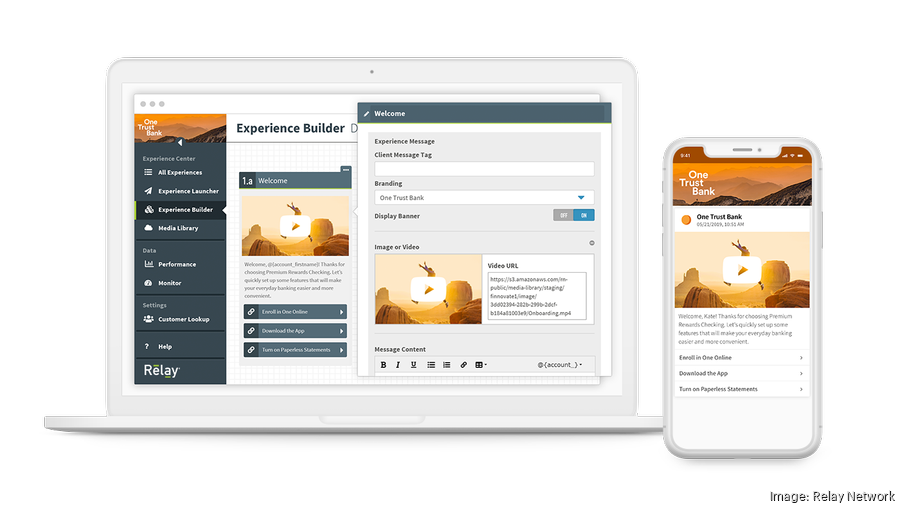 One
Trust
Bank
Experience Center
All Experiences
Experience Launcher
Experience Builder
Media Library
Data
Performance
Monitor
Settings
Customer Lookup
? Help
Relay
Experience Builder D
1.a Welcome
Welcome, @{account_firstname}! Thanks for
choosing Premium Rewards Checking. Let's
quickly set up some features that will make
your everyday banking easier and more
convenient.
Enroll in One Online
Download the App
Turn on Paperless Statements
Welcome
Experience Message
Client Message Tag
Branding
One Trust Bank
Display Banner OFF ON
Image or Video
Video URL
https://s3.amazonaws.com/m-
public/media-library/staging/
finnovate1/image/
3dd02394-282b-299b-2dcf-
b184a81003e9/Onboarding.mp4
Message Content
B I U @{account_}
9:41
One
Trust
Bank
One Trust Bank
05/21/2019, 10:51 AM
Welcome, Kate! Thanks for choosing Premium
Rewards Checking. Let's quickly set up some
features that will make your everyday banking
easier and more convenient.
Enroll in One Online
Download the App
Turn on Paperless Statements
Image: Relay Network